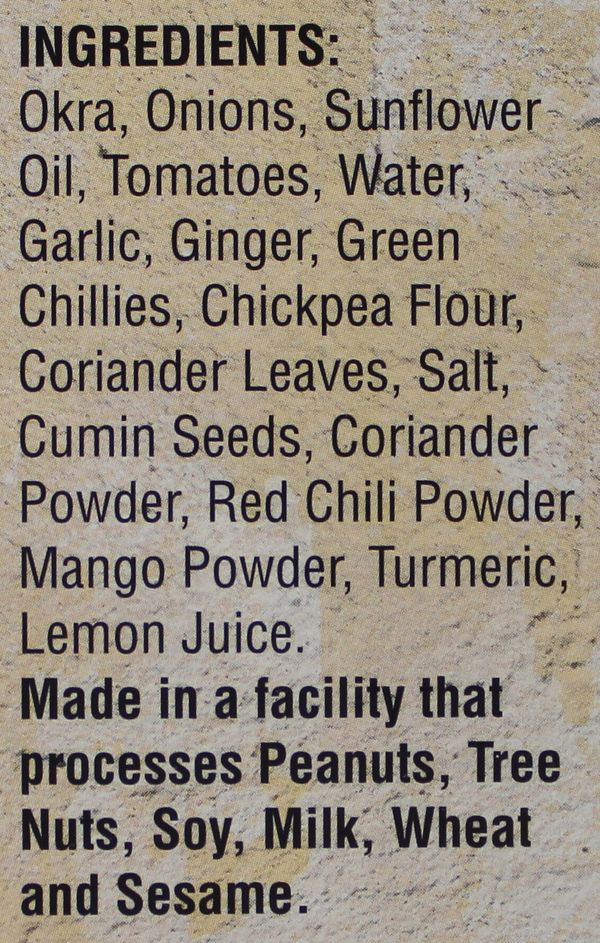 INGREDIENTS:
Okra, Onions, Sunflower
Oil, Tomatoes, Water,
Garlic, Ginger, Green
Chillies, Chickpea Flour,
Coriander Leaves, Salt,
Cumin Seeds, Coriander
Powder, Red Chili Powder,
Mango Powder, Turmeric,
Lemon Juice.
Made in a facility that
processes Peanuts, Tree
Nuts, Soy, Milk, Wheat
and Sesame.